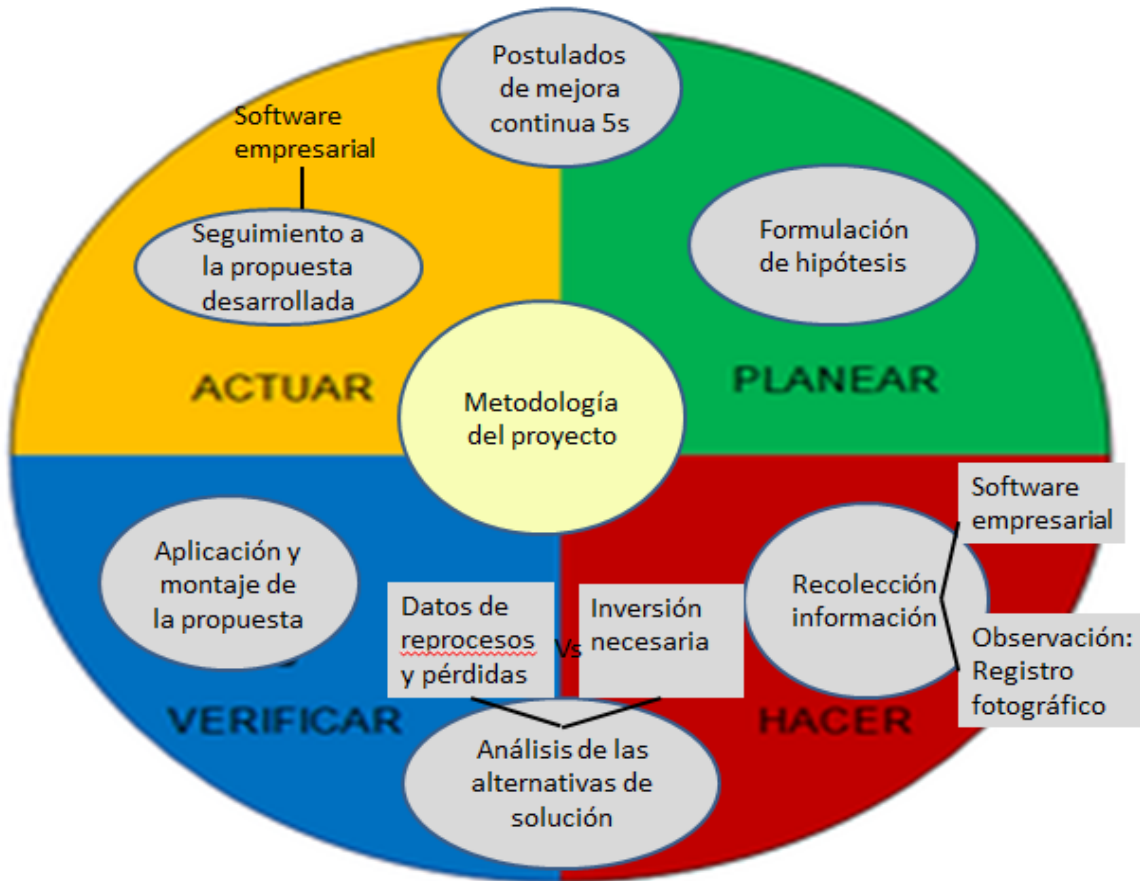 Postulados
de mejora
continua 5s
Software
empresarial
Seguimiento a
la propuesta
desarrollada
ACTUAR
Formulación
de hipótesis
PLANEAR
Metodología
del proyecto
Software
empresarial
Recolección
información
Observación:
Registro
fotográfico
HACER
Aplicación y
montaje de
la propuesta
VERIFICAR
Datos de
reprocesos
y pérdidas
Vs
Inversión
necesaria
Análisis de las
alternativas de
solución